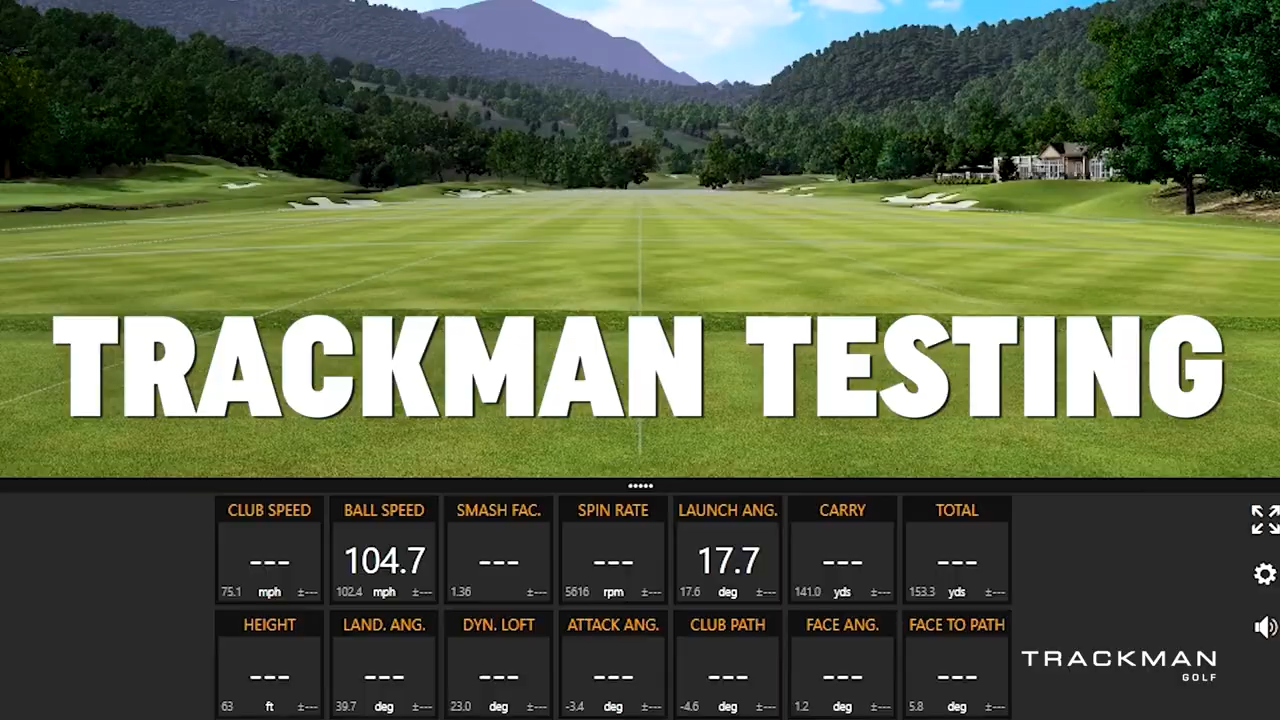 TRACKMAN TESTING
CLUB SPEED BALL SPEED SMASH FAC. SPIN RATE LAUNCH ANG. CARRY TOTAL
--- 104.7 --- --- 17.7 --- ---
75.1 mph ±--- 102.4 mph ±--- 1.36 ±--- 5616 rpm ±--- 17.6 deg ±--- 141.0 yds ±--- 153.3 yds ±---
HEIGHT LAND. ANG. DYN. LOFT ATTACK ANG. CLUB PATH FACE ANG. FACE TO PATH
--- --- --- --- --- --- ---
63 ft ±--- 39.7 deg ±--- 23.0 deg ±--- -3.4 deg ±--- -4.6 deg ±--- 1.2 deg ±--- 5.8 deg ±---
TRACKMAN
GOLF